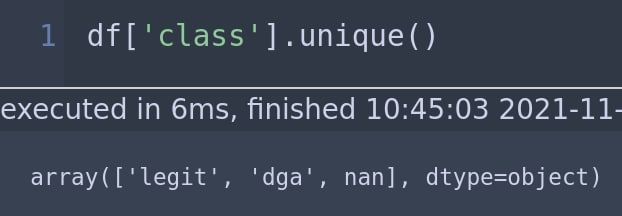 1 df['class'].unique()
executed in 6ms, finished 10:45:03 2021-11-
array(['legit', 'dga', nan], dtype=object)